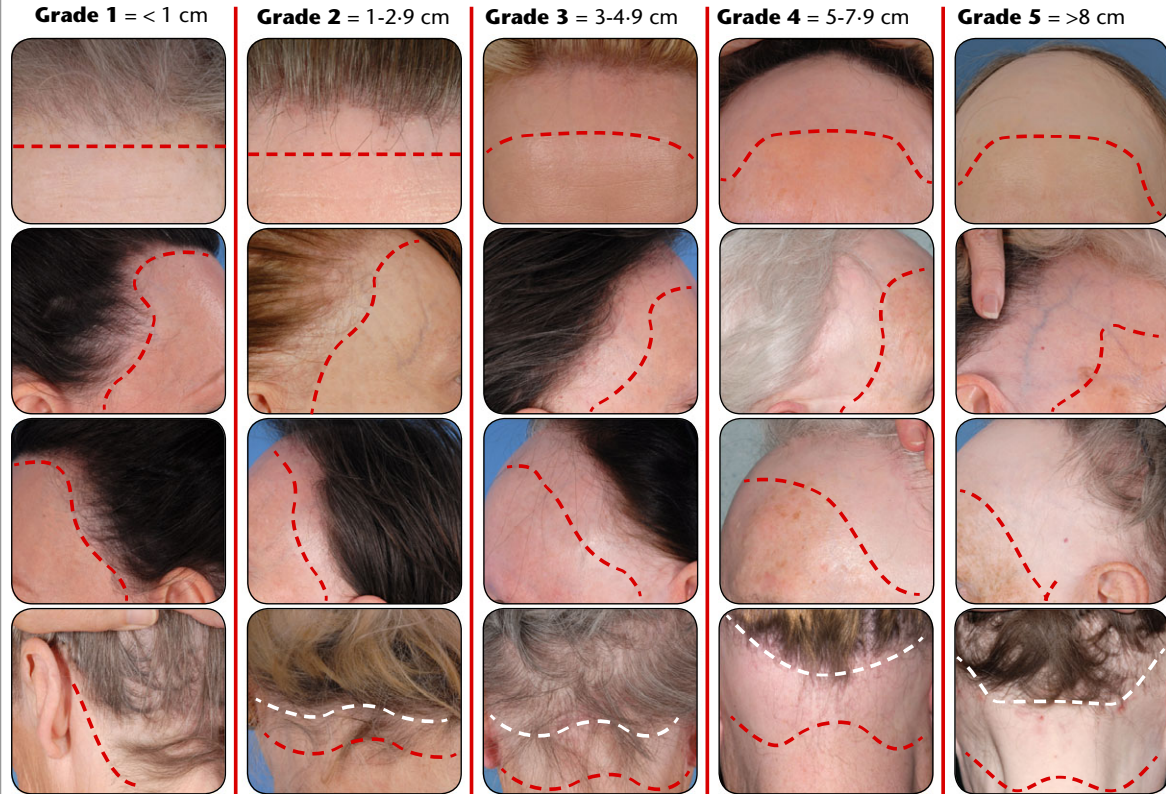 Grade 1 = < 1 cm
Grade 2 = 1-2·9 cm
Grade 3 = 3-4·9 cm
Grade 4 = 5-7·9 cm
Grade 5 = >8 cm